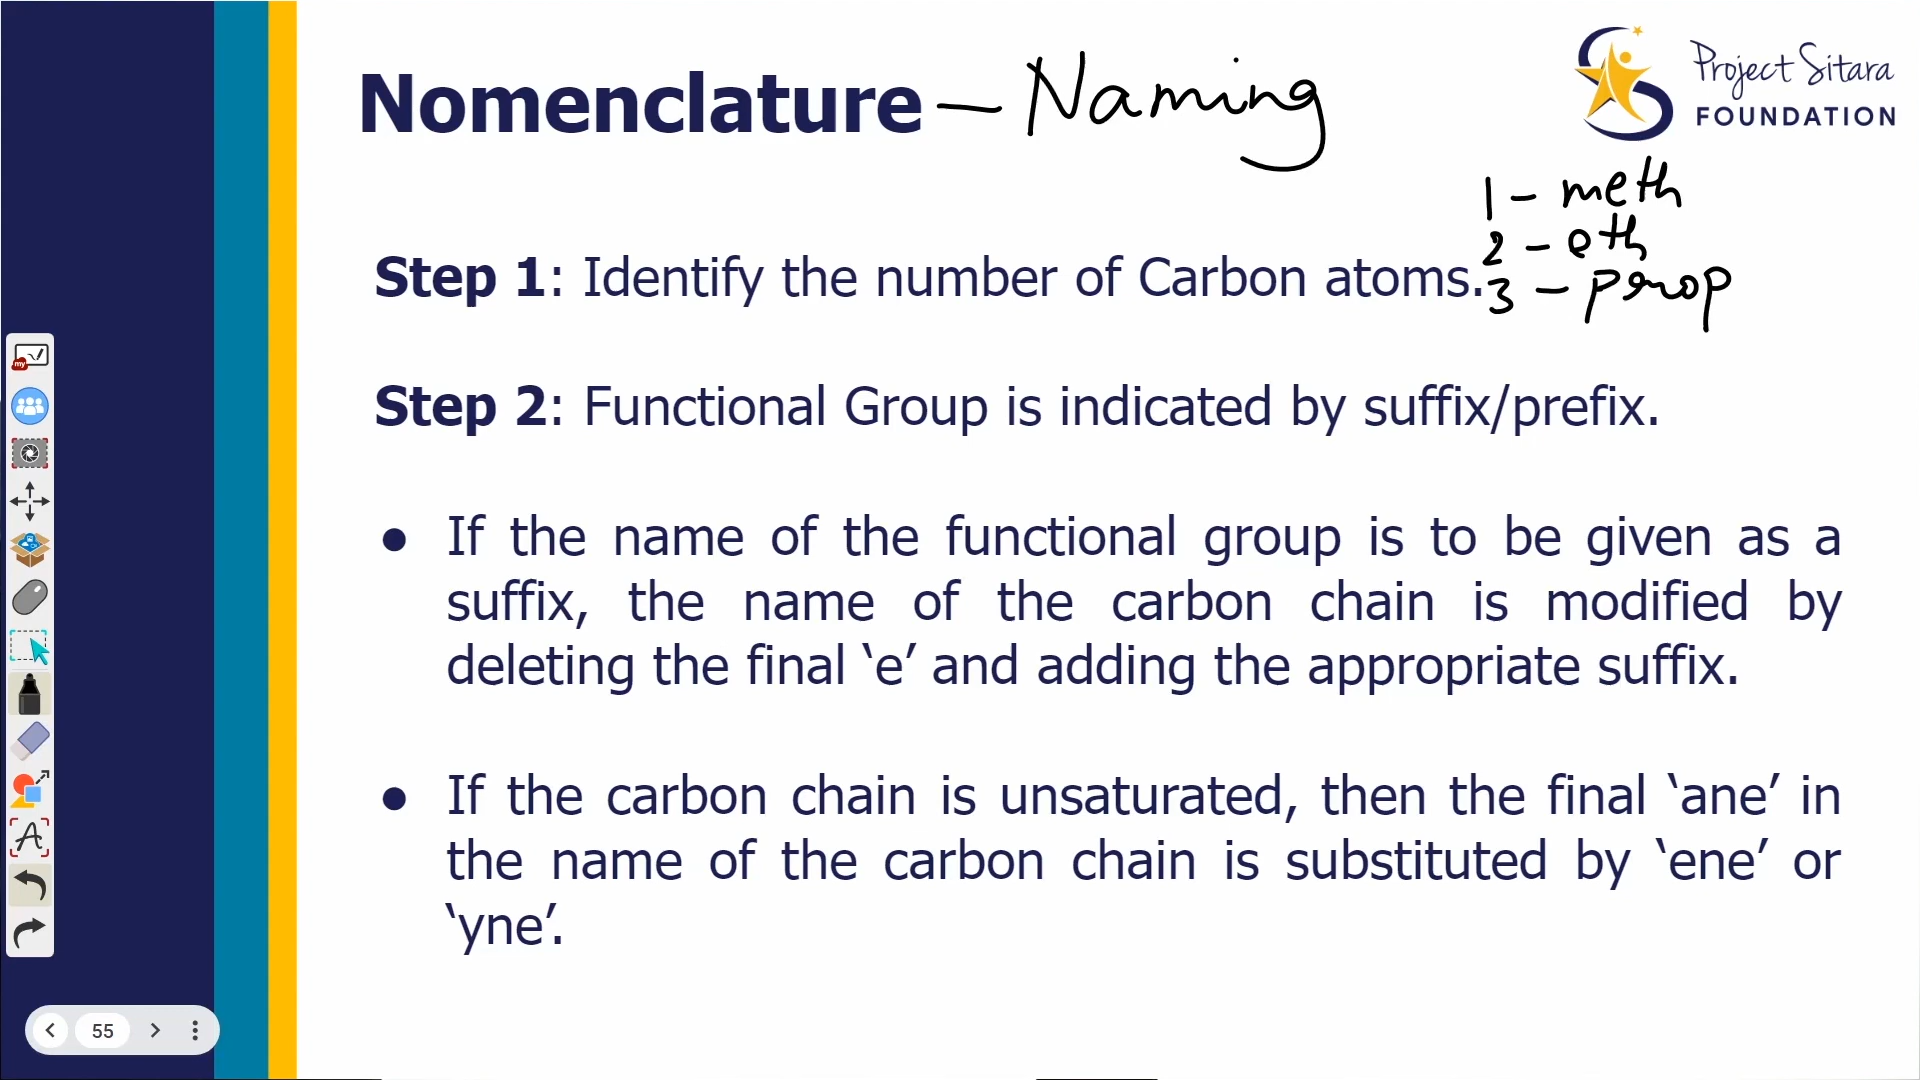 Nomenclature – Naming
Project Sitara
FOUNDATION
1 – meth
2 – eth
3 – prop
Step 1: Identify the number of Carbon atoms.
Step 2: Functional Group is indicated by suffix/prefix.
● If the name of the functional group is to be given as a
suffix, the name of the carbon chain is modified by
deleting the final ‘e’ and adding the appropriate suffix.
● If the carbon chain is unsaturated, then the final ‘ane’ in
the name of the carbon chain is substituted by ‘ene’ or
‘yne’.
my
A
55